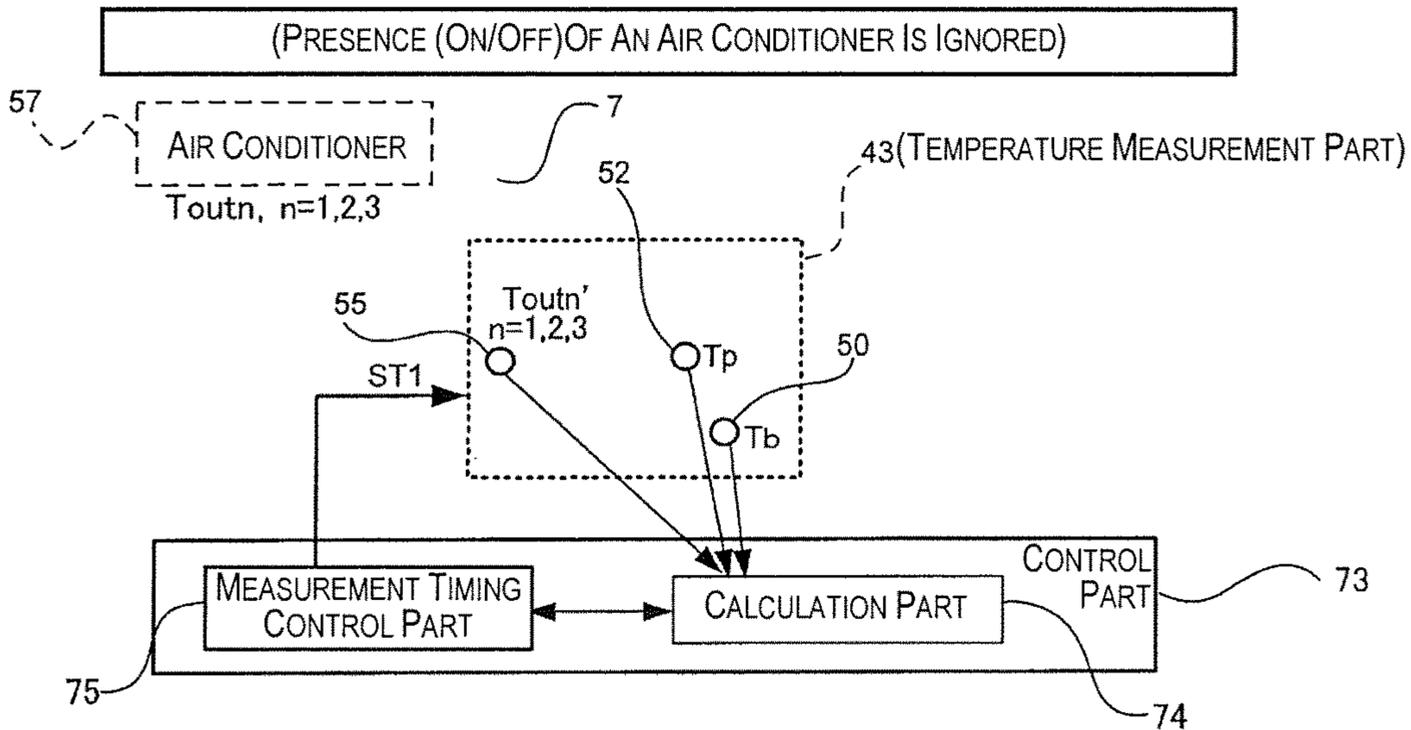 (PRESENCE (ON/OFF)OF AN AIR CONDITIONER IS IGNORED)
57
AIR CONDITIONER
Toutn, n=1,2,3
7
43(TEMPERATURE MEASUREMENT PART)
52
55
Toutn'
n=1,2,3
Tp
50
Tb
ST1
CONTROL
PART
73
MEASUREMENT TIMING
CONTROL PART
CALCULATION PART
75
74